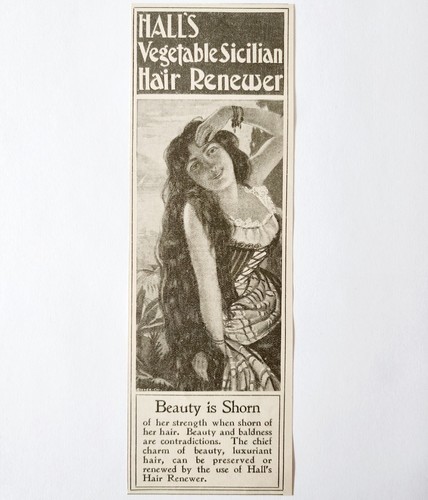 HALL'S
Vegetable Sicilian
Hair Renewer
Beauty is Shorn
of her strength when shorn of
her hair. Beauty and baldness
are contradictions. The chief
charm of beauty, luxuriant
hair, can be preserved or
renewed by the use of Hall's
Hair Renewer.